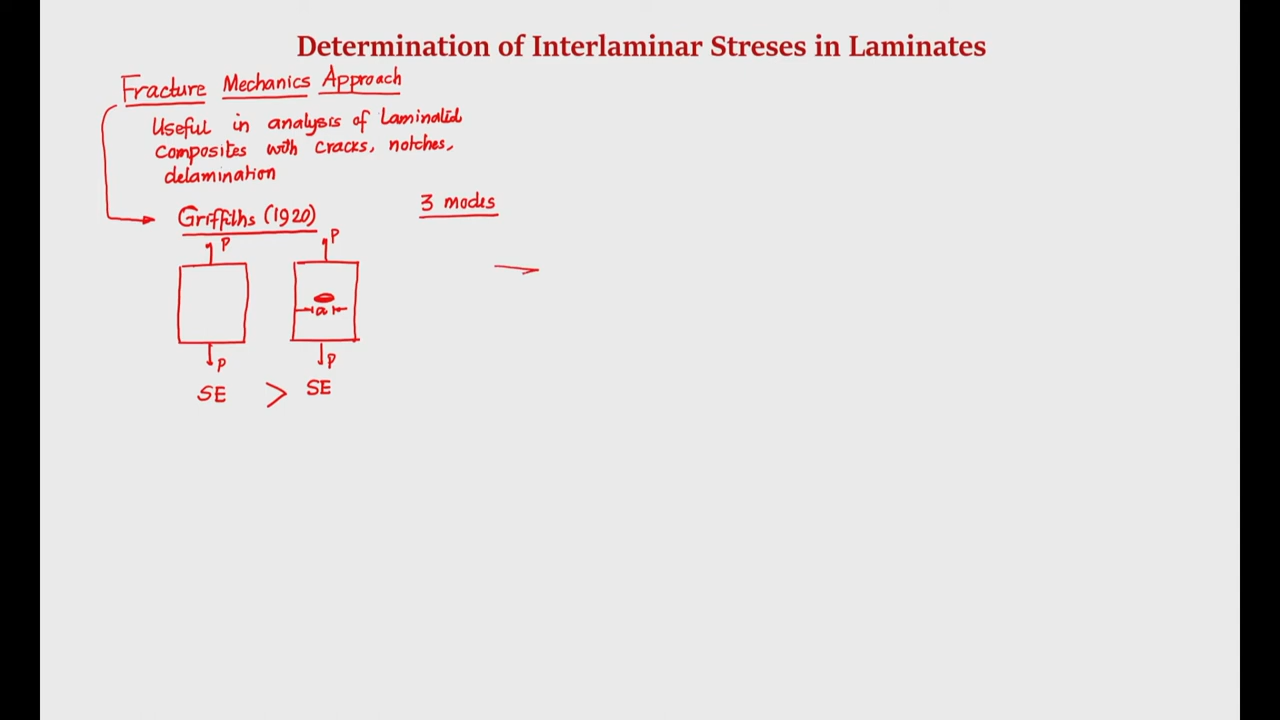 Determination of Interlaminar Streses in Laminates
Fracture Mechanics Approach
Useful in analysis of Laminated
composites with cracks, notches,
delamination
Griffiths (1920)
3 modes
P P
a
P P
SE > SE